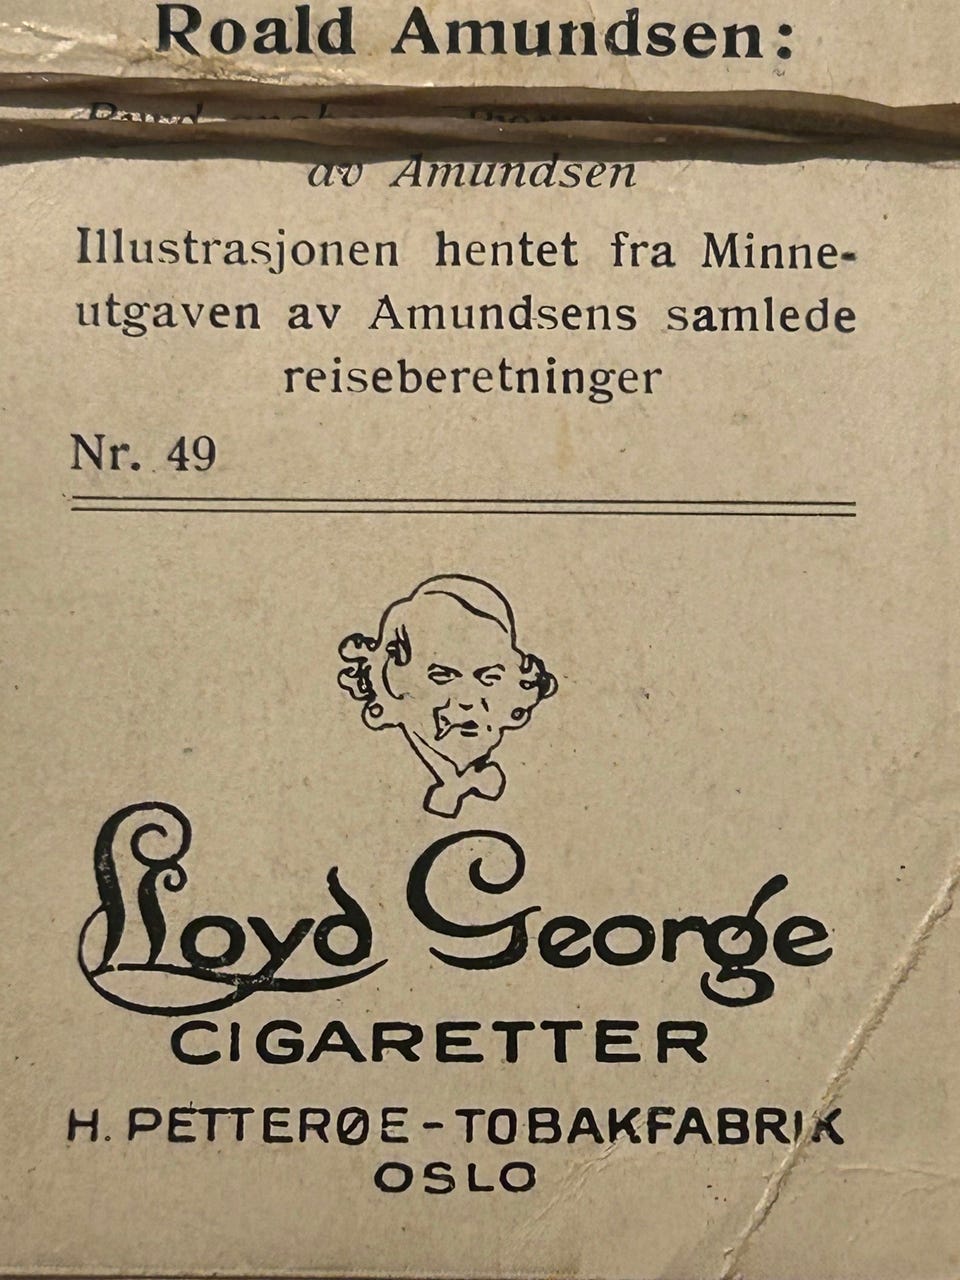 Roald Amundsen:
av Amundsen
Illustrasjonen hentet fra Minne-
utgaven av Amundsens samlede
reiseberetninger
Nr. 49
Lloyd George
CIGARETTER
H. PETTERØE-TOBAKFABRIK
OSLO